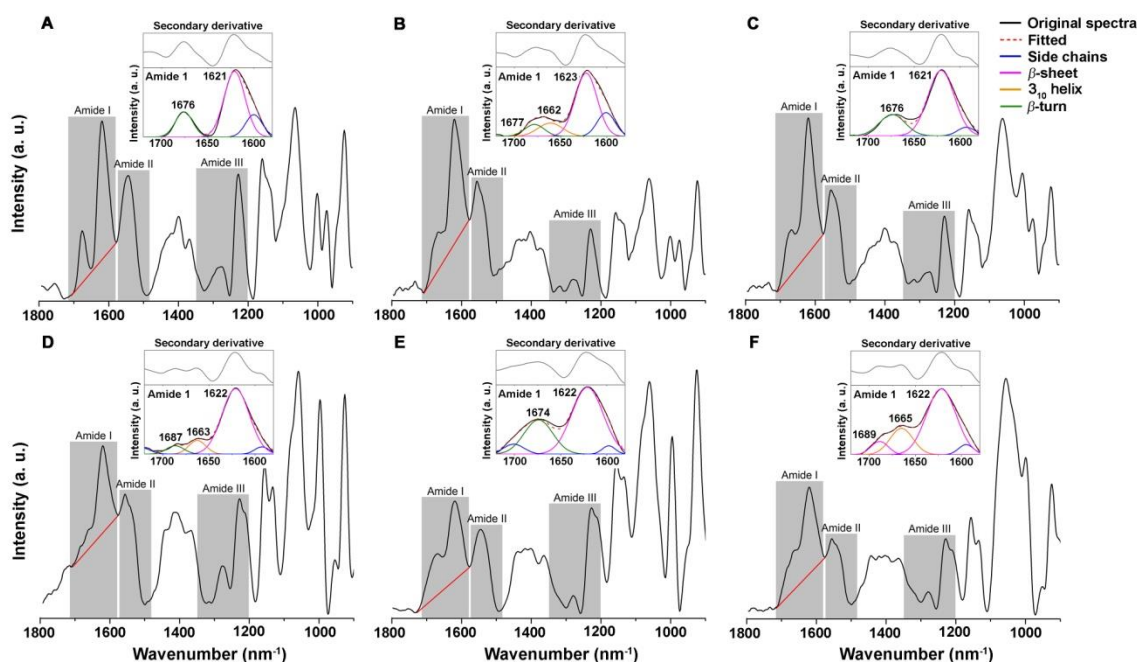 A
Secondary derivative
Amide 1
1621
1676
Intensity (a. u.)
1700
1650
1600
Amide I
Amide II
Amide III
Intensity (a. u.)
1800
1600
1400
1200
1000
B
Secondary derivative
Amide 1
1623
1662
1677
Intensity (a. u.)
1700
1650
1600
Amide I
Amide II
Amide III
1800
1600
1400
1200
1000
C
Secondary derivative
Amide 1
1621
1676
Intensity (a. u.)
1700
1650
1600
Amide I
Amide II
Amide III
1800
1600
1400
1200
1000
Original spectra
Fitted
Side chains
β-sheet
3₁₀ helix
β-turn
D
Secondary derivative
Amide 1
1622
1687
1663
Intensity (a. u.)
1700
1650
1600
Amide I
Amide II
Amide III
Intensity (a. u.)
1800
1600
1400
1200
1000
Wavenumber (nm⁻¹)
E
Secondary derivative
Amide 1
1622
1674
Intensity (a. u.)
1700
1650
1600
Amide I
Amide II
Amide III
1800
1600
1400
1200
1000
Wavenumber (nm⁻¹)
F
Secondary derivative
Amide 1
1622
1665
1689
Intensity (a. u.)
1700
1650
1600
Amide I
Amide II
Amide III
1800
1600
1400
1200
1000
Wavenumber (nm⁻¹)